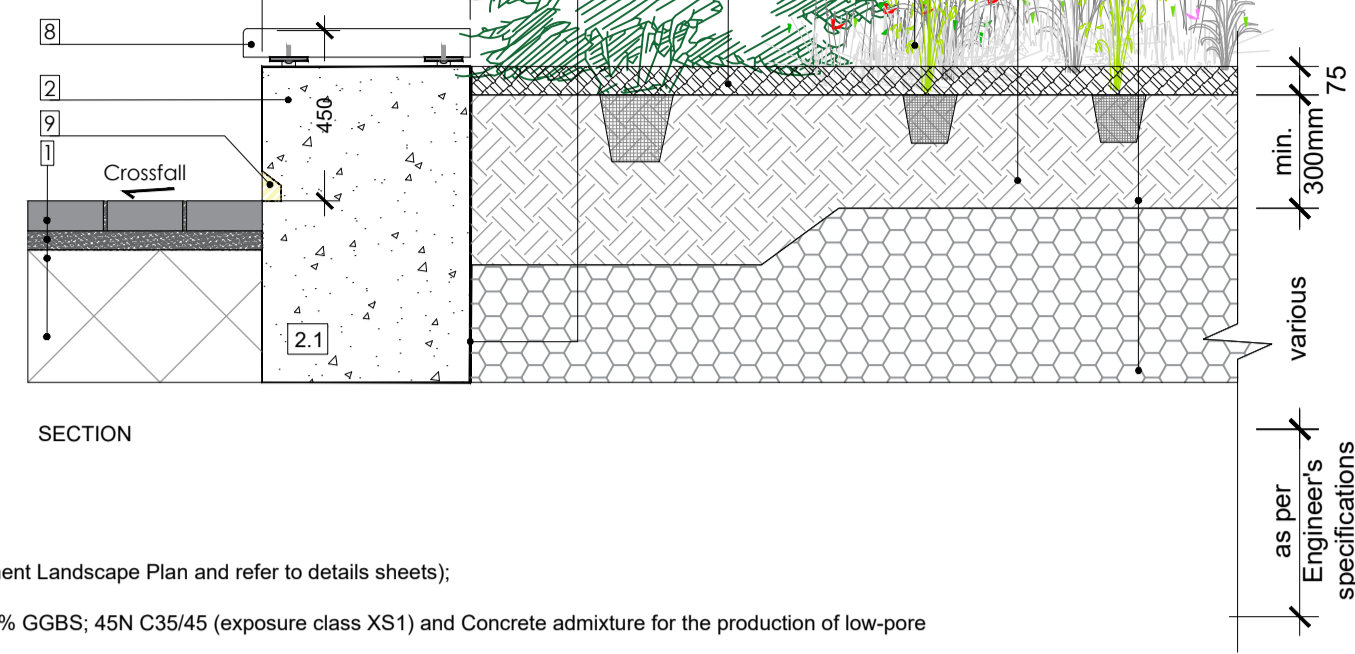 8
2
9
1
450
Crossfall
2.1
75
min.
300mm
various
as per
Engineer's
specifications
SECTION
ent Landscape Plan and refer to details sheets);
% GGBS; 45N C35/45 (exposure class XS1) and Concrete admixture for the production of low-pore